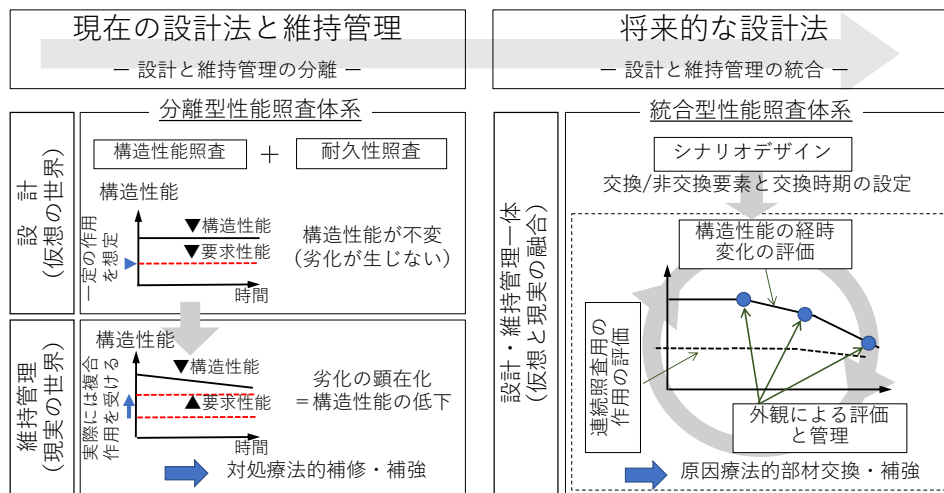 現在の設計法と維持管理
― 設計と維持管理の分離 ―
設 計
(仮想の世界)
分離型性能照査体系
構造性能照査
+
耐久性照査
構造性能
一定の作用
を想定
▼構造性能
▼要求性能
時間
構造性能が不変
(劣化が生じない)
維持管理
(現実の世界)
構造性能
実際には複合
作用を受ける
▼構造性能
▲要求性能
時間
劣化の顕在化
＝構造性能の低下
対処療法的補修・補強
将来的な設計法
― 設計と維持管理の統合 ―
設計・維持管理一体
(仮想と現実の融合)
統合型性能照査体系
シナリオデザイン
交換/非交換要素と交換時期の設定
構造性能の経時
変化の評価
連続照査用の
作用の評価
外観による評価
と管理
原因療法的部材交換・補強